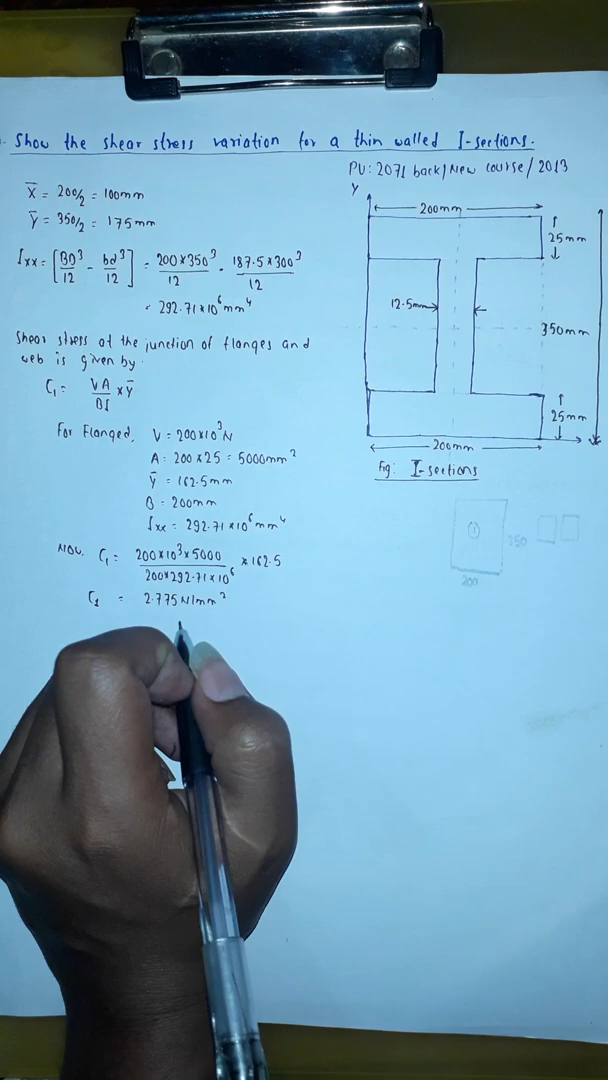 Show the shear stress variation for a thin walled I-sections.
PU: 2071 back/New course/2013
X̄ = 200/2 = 100mm
Ȳ = 350/2 = 175mm
Ixx = [BD³/12 - bd³/12] = 200×350³/12 - 187.5×300³/12
= 292.71×10⁶mm⁴
Shear stress at the junction of flanges and
web is given by.
τ₁ = VA/BI × Ȳ
For Flanged, V = 200×10³N
A = 200×25 = 5000mm²
Ȳ = 162.5mm
B = 200mm
Ixx = 292.71×10⁶mm⁴
NOW. τ₁ = 200×10³×5000/200×292.71×10⁶ × 162.5
τ₁ = 2.775N/mm²
Y
200mm
25mm
12.5mm
350mm
25mm
200mm
Fig: I-sections
①
200